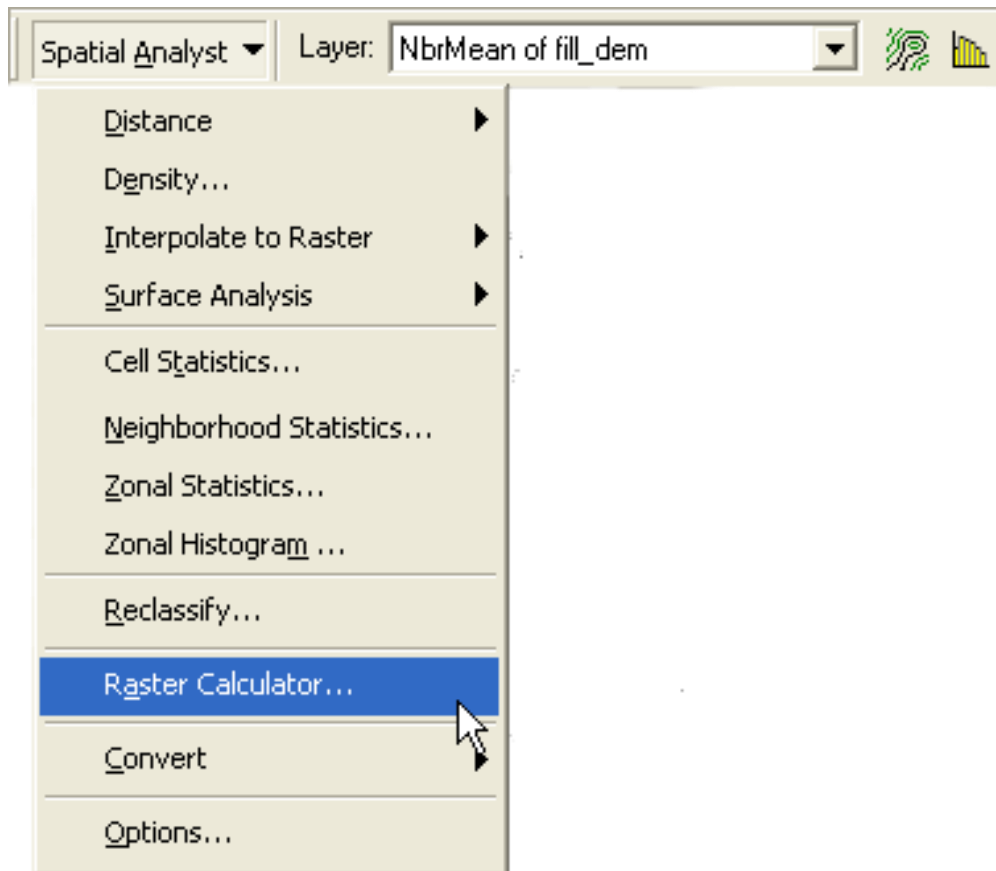 Spatial Analyst Layer: NbrMean of fill_dem
Distance
Density...
Interpolate to Raster
Surface Analysis
Cell Statistics...
Neighborhood Statistics...
Zonal Statistics...
Zonal Histogram ...
Reclassify...
Raster Calculator...
Convert
Options...